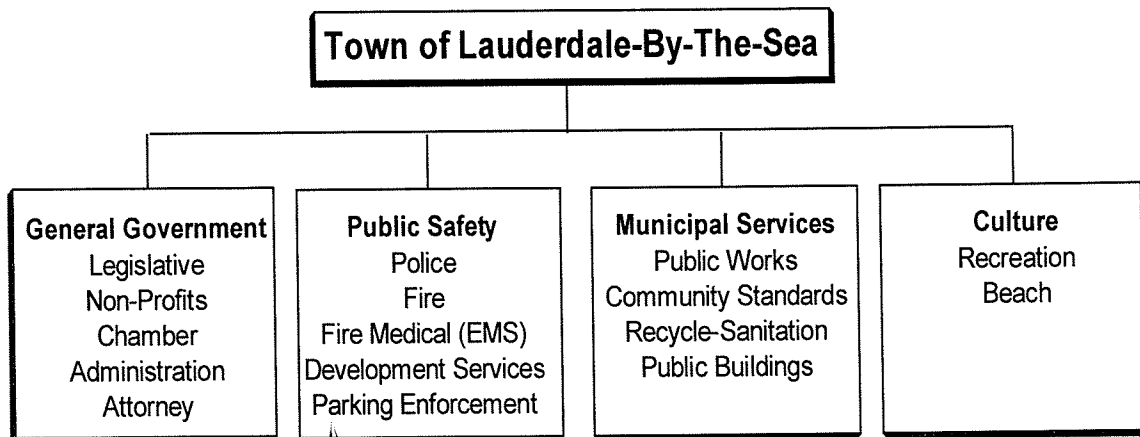 Town of Lauderdale-By-The-Sea
General Government
Legislative
Non-Profits
Chamber
Administration
Attorney
Public Safety
Police
Fire
Fire Medical (EMS)
Development Services
Parking Enforcement
Municipal Services
Public Works
Community Standards
Recycle-Sanitation
Public Buildings
Culture
Recreation
Beach